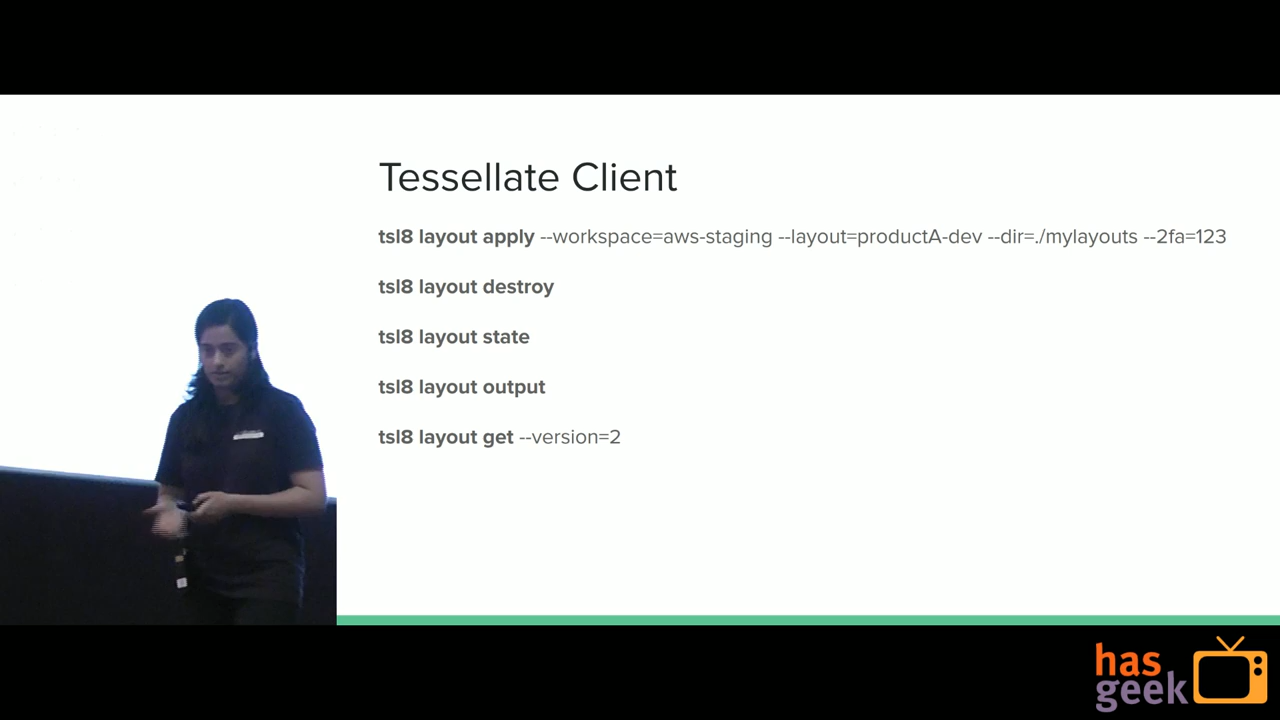 Tessellate Client
tsl8 layout apply --workspace=aws-staging --layout=productA-dev --dir=./mylayouts --2fa=123
tsl8 layout destroy
tsl8 layout state
tsl8 layout output
tsl8 layout get --version=2
has
geek